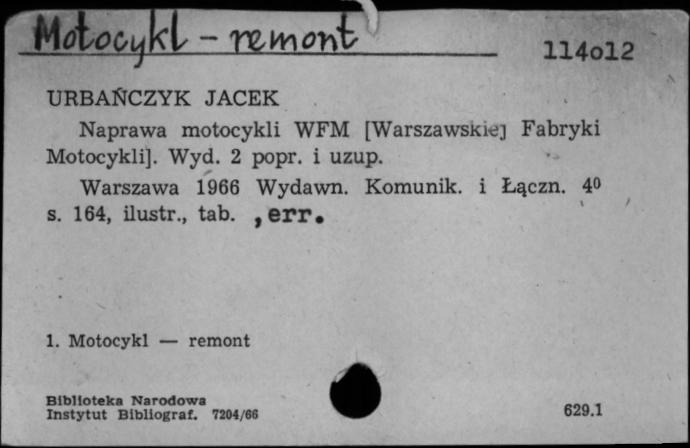 Motocykl - remont
114o12
URBAŃCZYK JACEK
Naprawa motocykli WFM [Warszawskiej Fabryki
Motocykli]. Wyd. 2 popr. i uzup.
Warszawa 1966 Wydawn. Komunik. i Łączn. 4⁰
s. 164, ilustr., tab. , err.
1. Motocykl — remont
Biblioteka Narodowa
Instytut Bibliograf. 7204/66
629.1